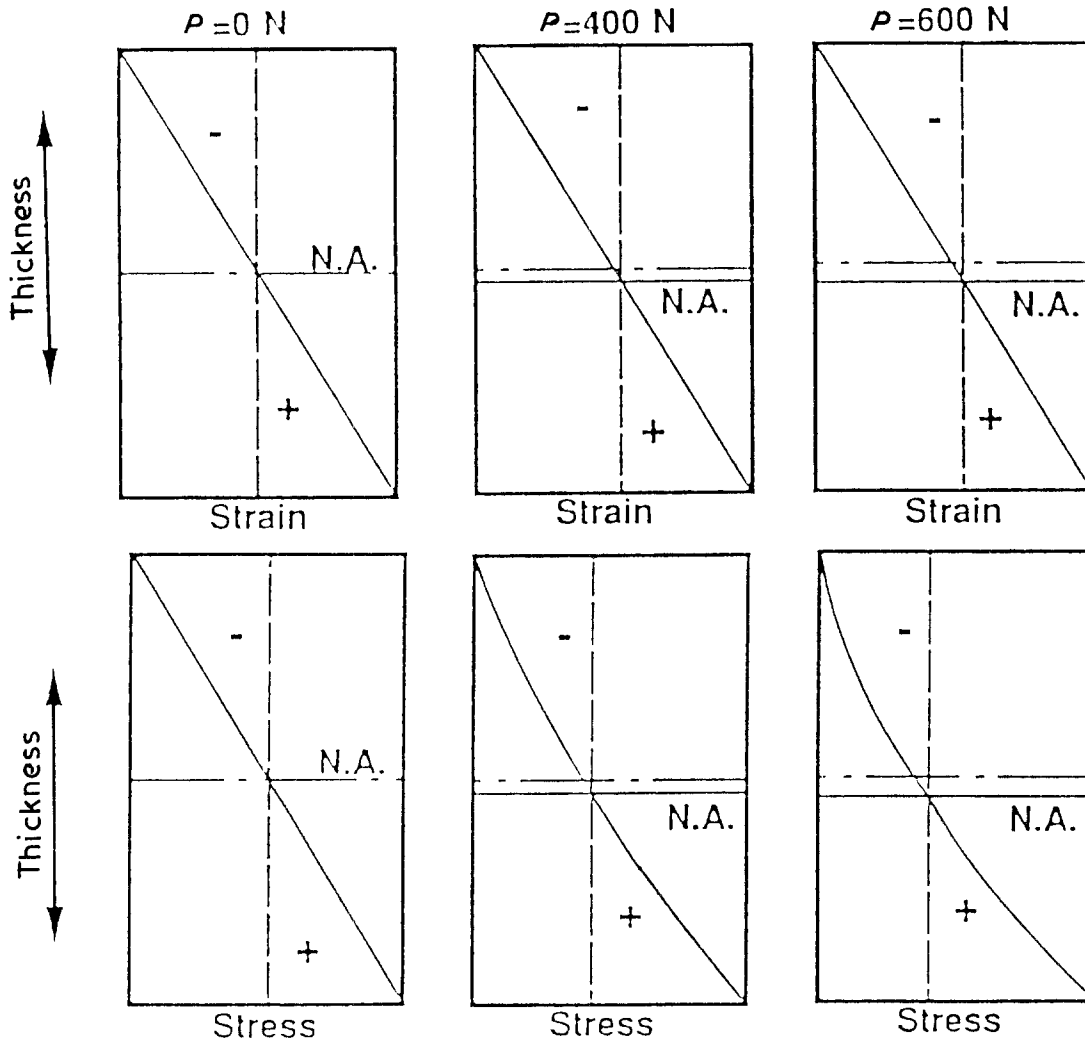 P=0 N
P=400 N
P=600 N
-
-
-
Thickness
N.A.
N.A.
N.A.
+
+
+
Strain
Strain
Strain
-
-
-
Thickness
N.A.
N.A.
N.A.
+
+
+
Stress
Stress
Stress